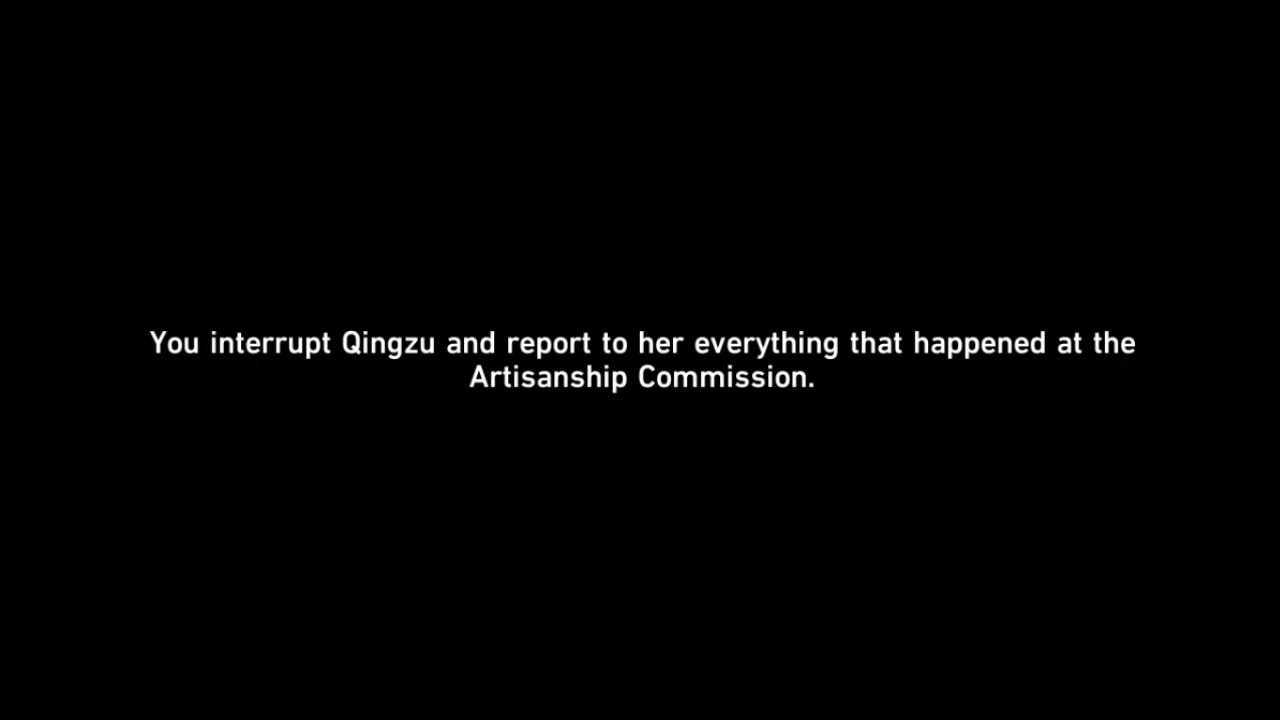 You interrupt Qingzu and report to her everything that happened at the
Artisanship Commission.